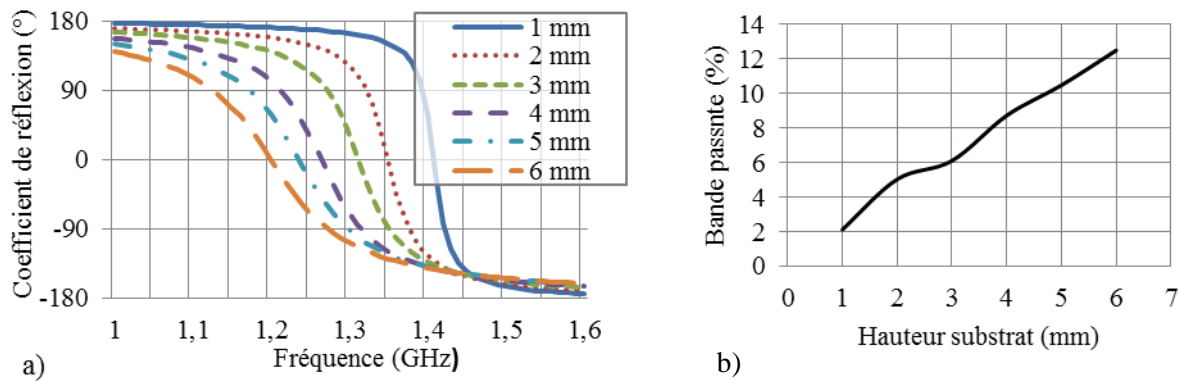 Coefficient de réflexion (°)
180
90
0
-90
-180
1 mm
2 mm
3 mm
4 mm
5 mm
6 mm
1 1,1 1,2 1,3 1,4 1,5 1,6
Fréquence (GHz)
a)
Bande passnte (%)
14
12
10
8
6
4
2
0
0 1 2 3 4 5 6 7
Hauteur substrat (mm)
b)